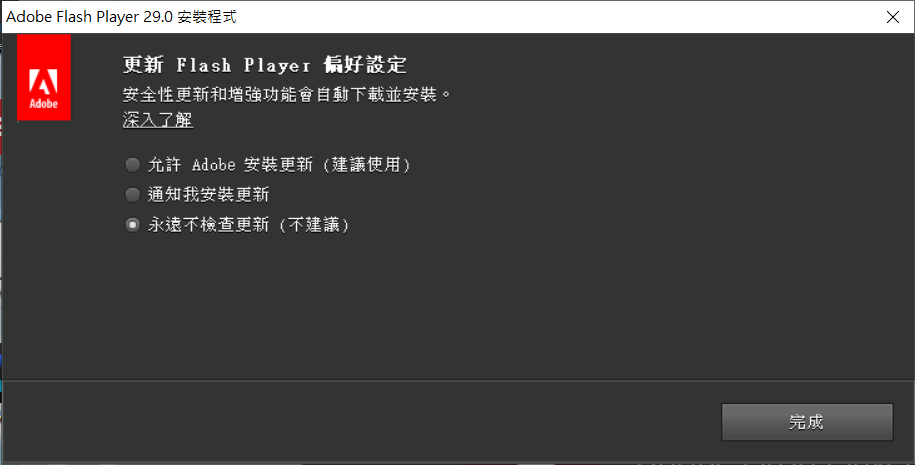 Adobe Flash Player 29.0 安裝程式
Adobe
更新 Flash Player 偏好設定
安全性更新和增強功能會自動下載並安裝。
深入了解
允許 Adobe 安裝更新 (建議使用)
通知我安裝更新
永遠不檢查更新 (不建議)
完成